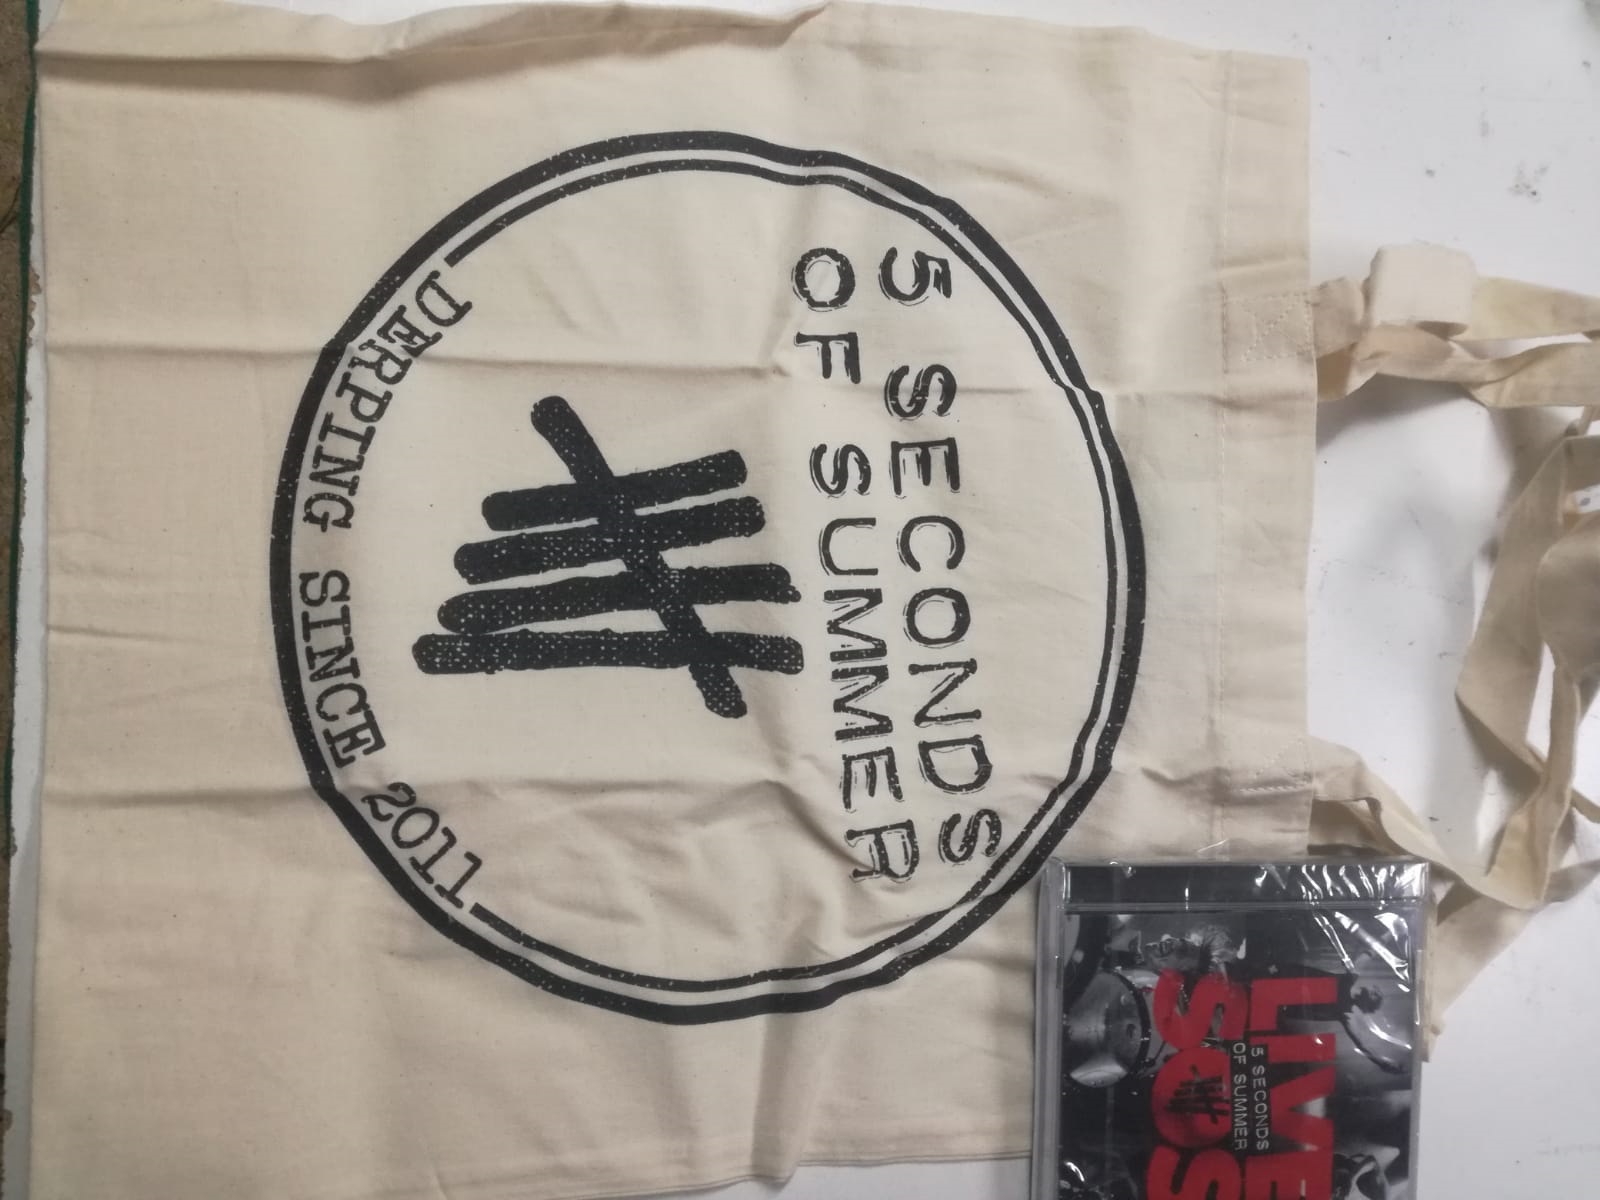 5 SECONDS
OF SUMMER
DERPING SINCE 2011
LIVE
SOS
5 SECONDS
OF SUMMER